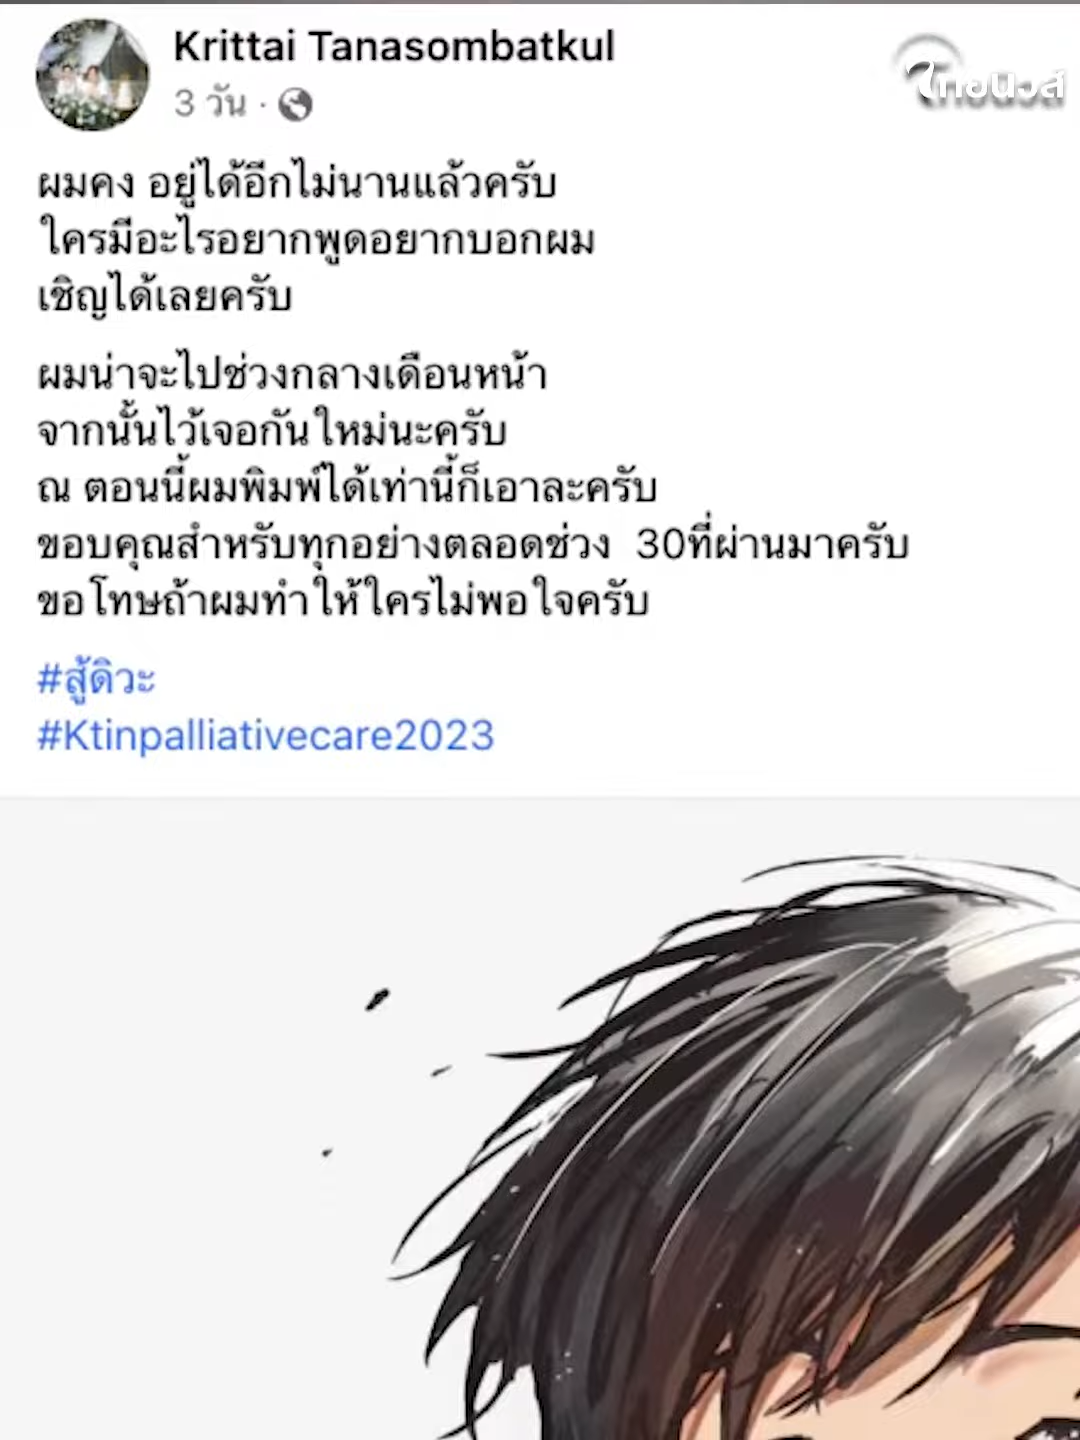 Krittai Tanasombatkul
3 วัน ·
ไทยนิวส์
ผมคง อยู่ได้อีกไม่นานแล้วครับ
ใครมีอะไรอยากพูดอยากบอกผม
เชิญได้เลยครับ
ผมน่าจะไปช่วงกลางเดือนหน้า
จากนั้นไว้เจอกันใหม่นะครับ
ณ ตอนนี้ผมพิมพ์ได้เท่านี้ก็เอาละครับ
ขอบคุณสำหรับทุกอย่างตลอดช่วง 30ที่ผ่านมาครับ
ขอโทษถ้าผมทำให้ใครไม่พอใจครับ
#สู้ดิวะ
#Ktinpalliativecare2023